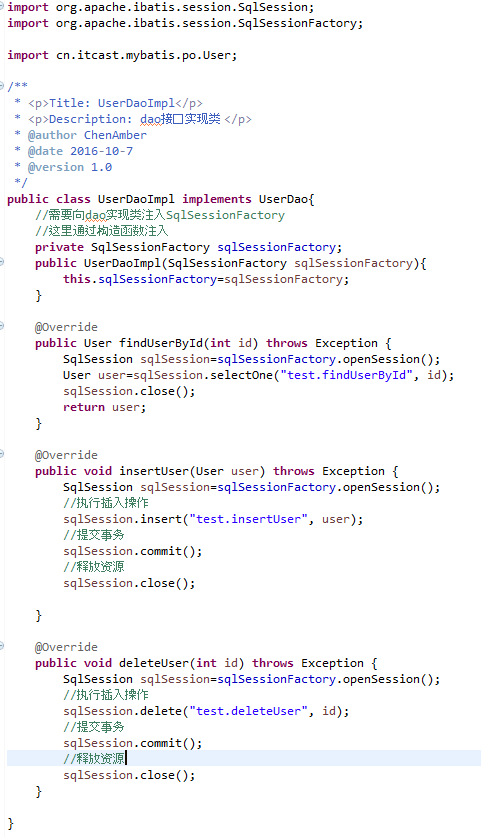 import org.apache.ibatis.session.SqlSession;
import org.apache.ibatis.session.SqlSessionFactory;
import cn.itcast.mybatis.po.User;
/**
* <p>Title: UserDaoImpl</p>
* <p>Description: dao接口实现类</p>
* @author ChenAmber
* @date 2016-10-7
* @version 1.0
*/
public class UserDaoImpl implements UserDao{
//需要向dao实现类注入SqlSessionFactory
//这里通过构造函数注入
private SqlSessionFactory sqlSessionFactory;
public UserDaoImpl(SqlSessionFactory sqlSessionFactory){
this.sqlSessionFactory=sqlSessionFactory;
}
@Override
public User findUserById(int id) throws Exception {
SqlSession sqlSession=sqlSessionFactory.openSession();
User user=sqlSession.selectOne("test.findUserById", id);
sqlSession.close();
return user;
}
@Override
public void insertUser(User user) throws Exception {
SqlSession sqlSession=sqlSessionFactory.openSession();
//执行插入操作
sqlSession.insert("test.insertUser", user);
//提交事务
sqlSession.commit();
//释放资源
sqlSession.close();
}
@Override
public void deleteUser(int id) throws Exception {
SqlSession sqlSession=sqlSessionFactory.openSession();
//执行插入操作
sqlSession.delete("test.deleteUser", id);
//提交事务
sqlSession.commit();
//释放资源
sqlSession.close();
}
}